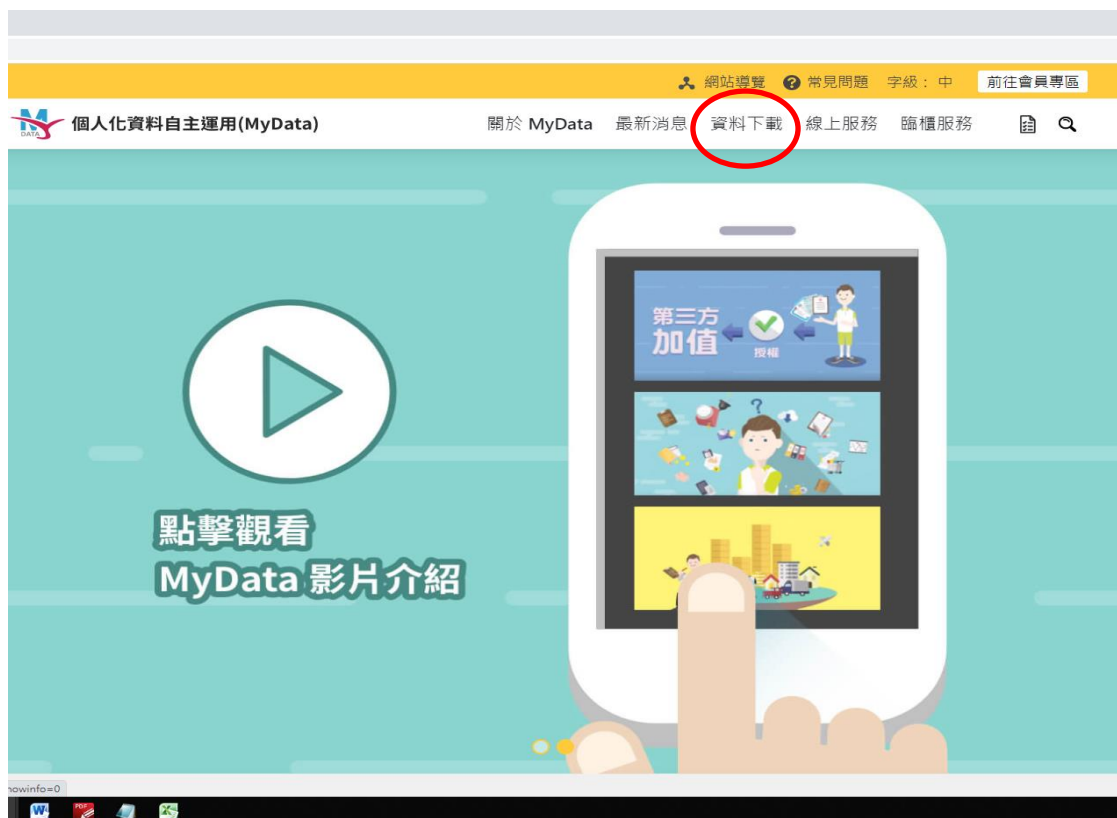 網站導覽 ? 常見問題 字級：中 前往會員專區
M DATA 個人化資料自主運用(MyData) 關於 MyData 最新消息 資料下載 線上服務 臨櫃服務
第三方
加值
授權
?
點擊觀看
MyData 影片介紹
howinfo=0
W PDF X